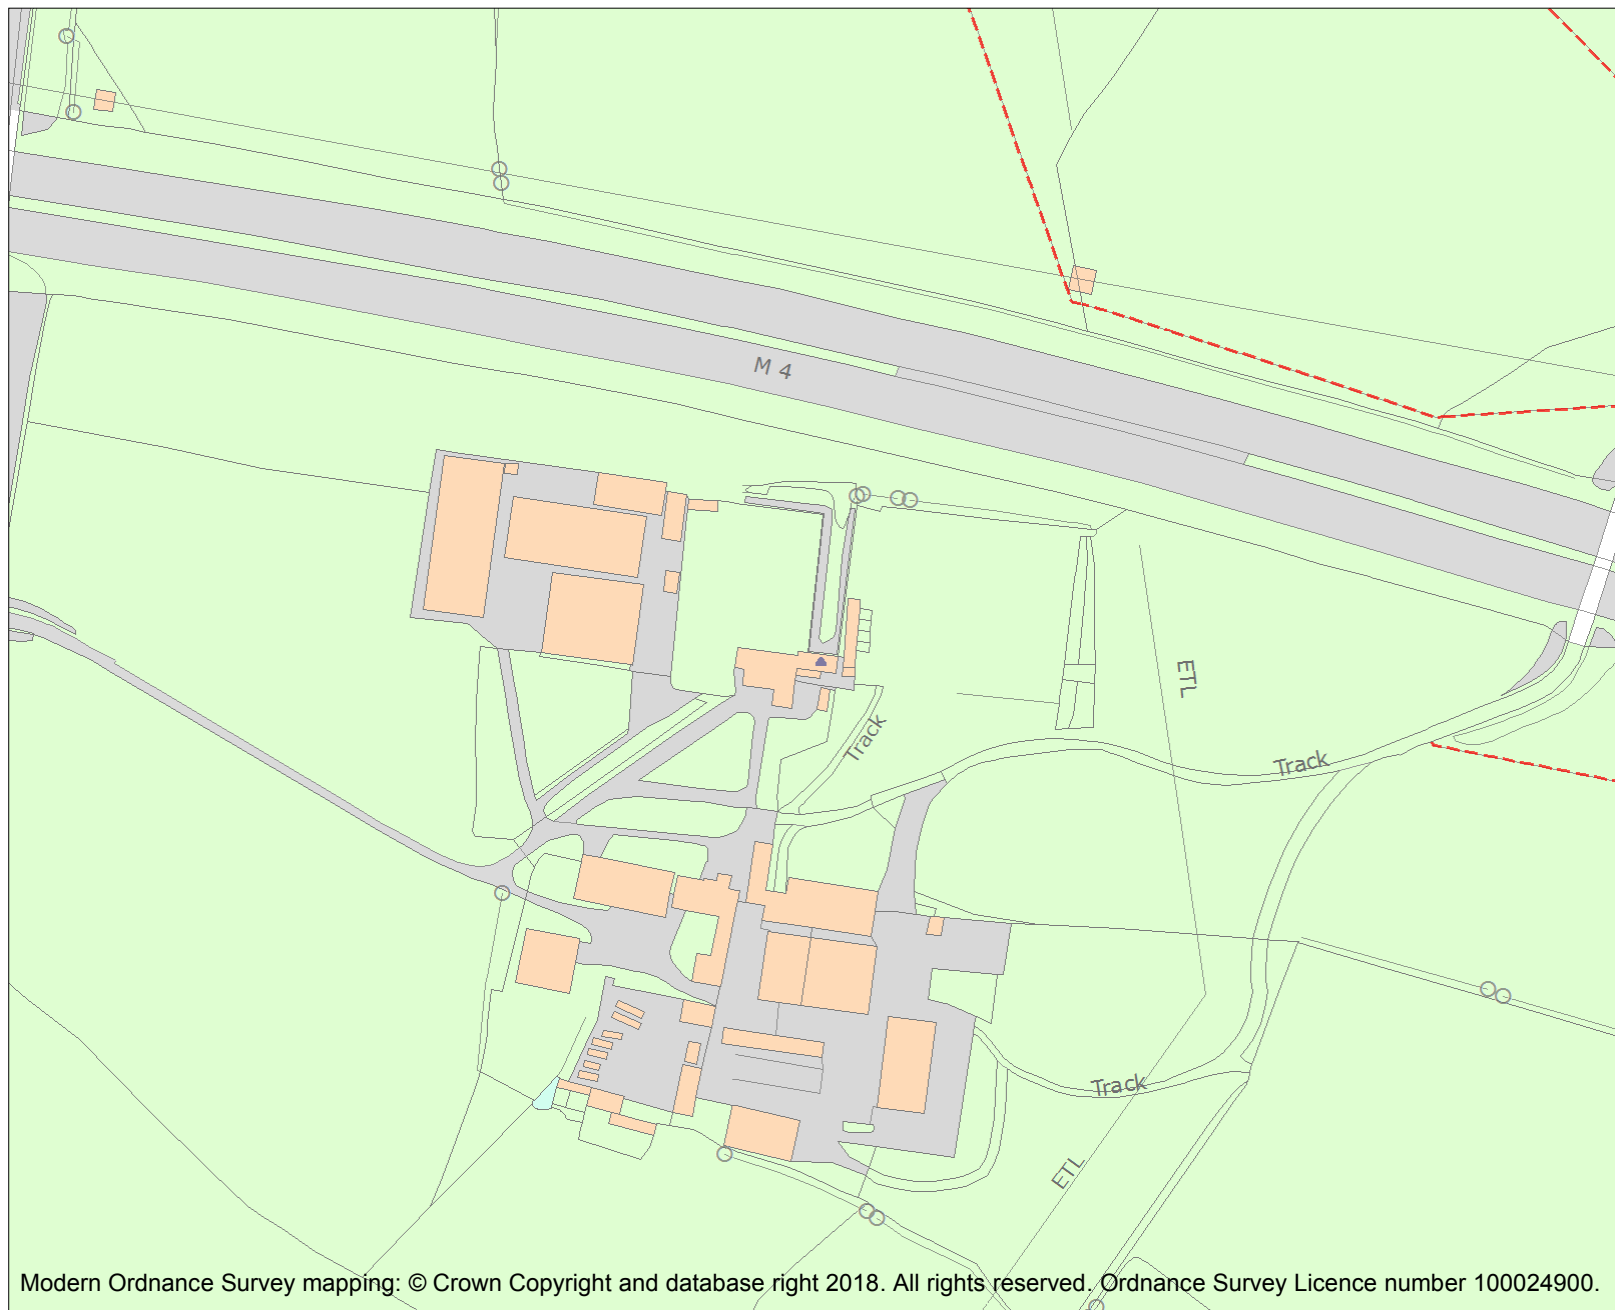 M 4
ETL
Track
Track
Track
ETL
Modern Ordnance Survey mapping: © Crown Copyright and database right 2018. All rights reserved. Ordnance Survey Licence number 100024900.